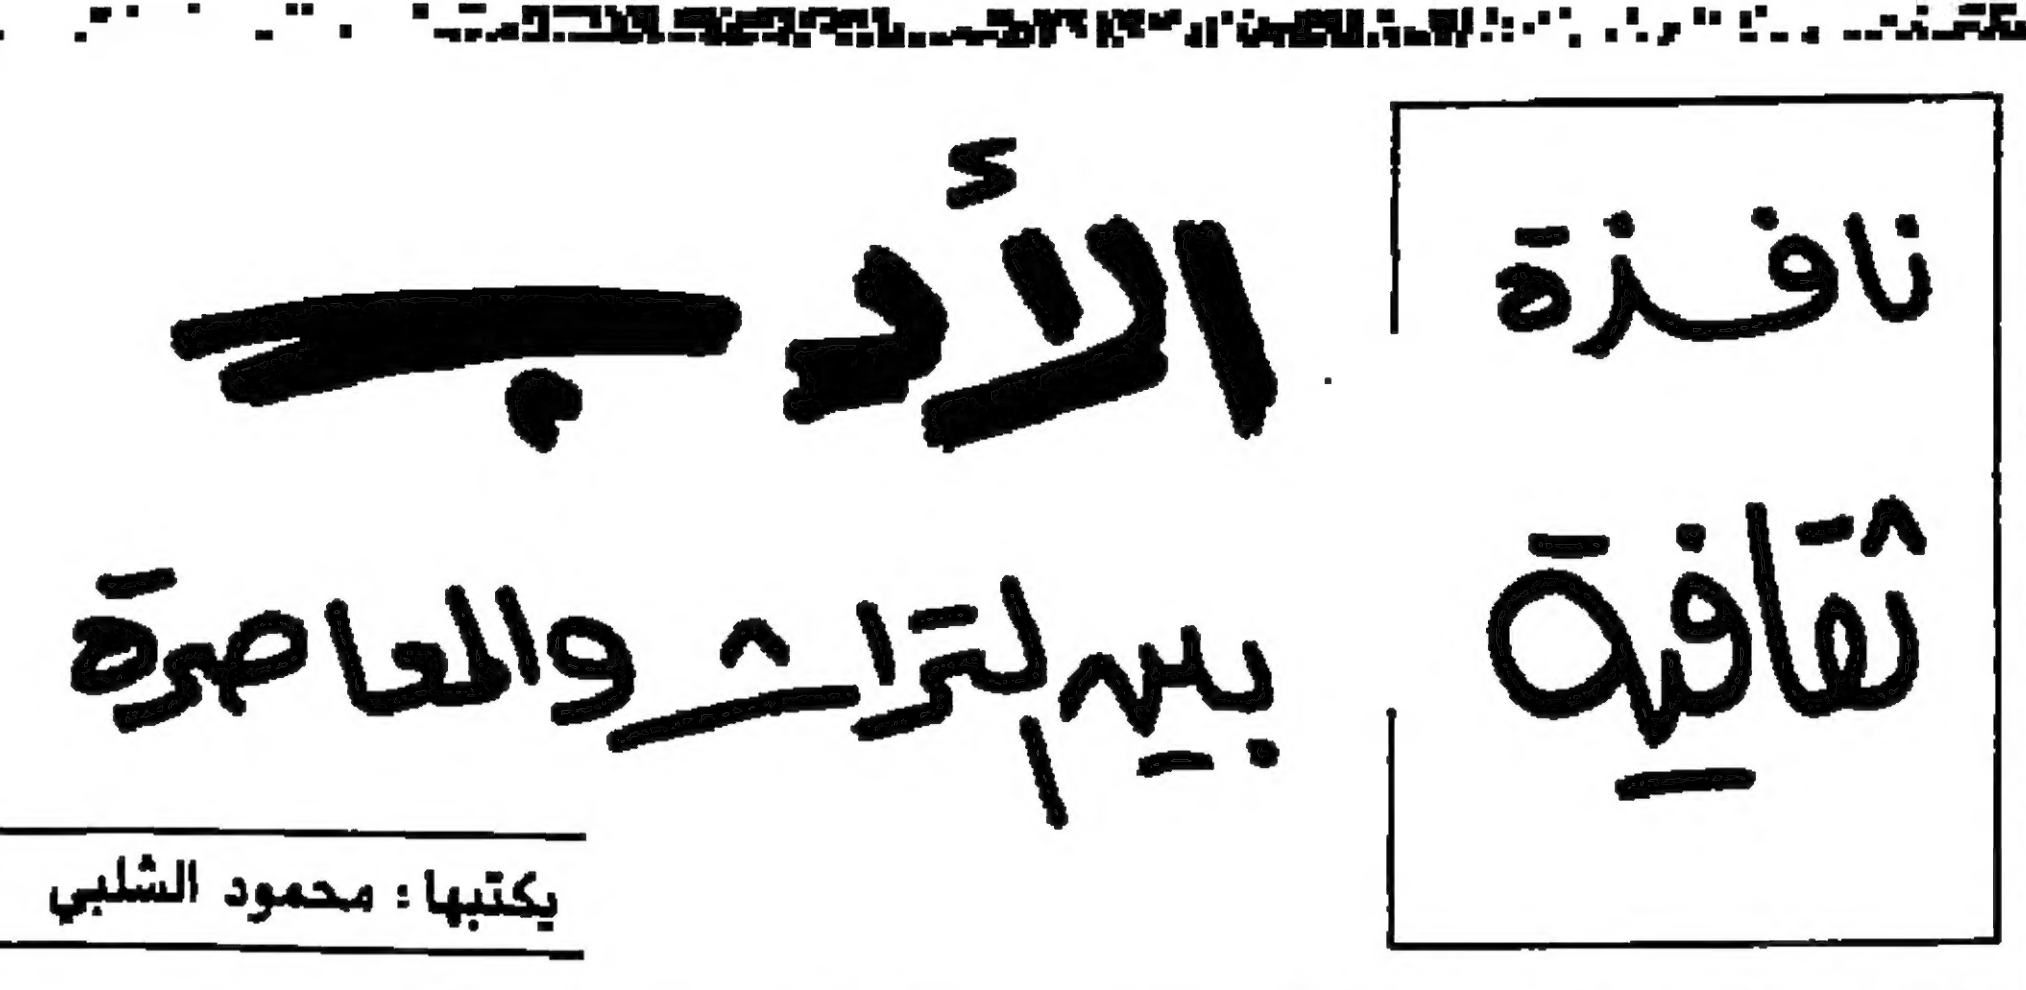 نافذة
ثقافية
الأدب
بين التراث والمعاصرة
يكتبها: محمود الشلبي